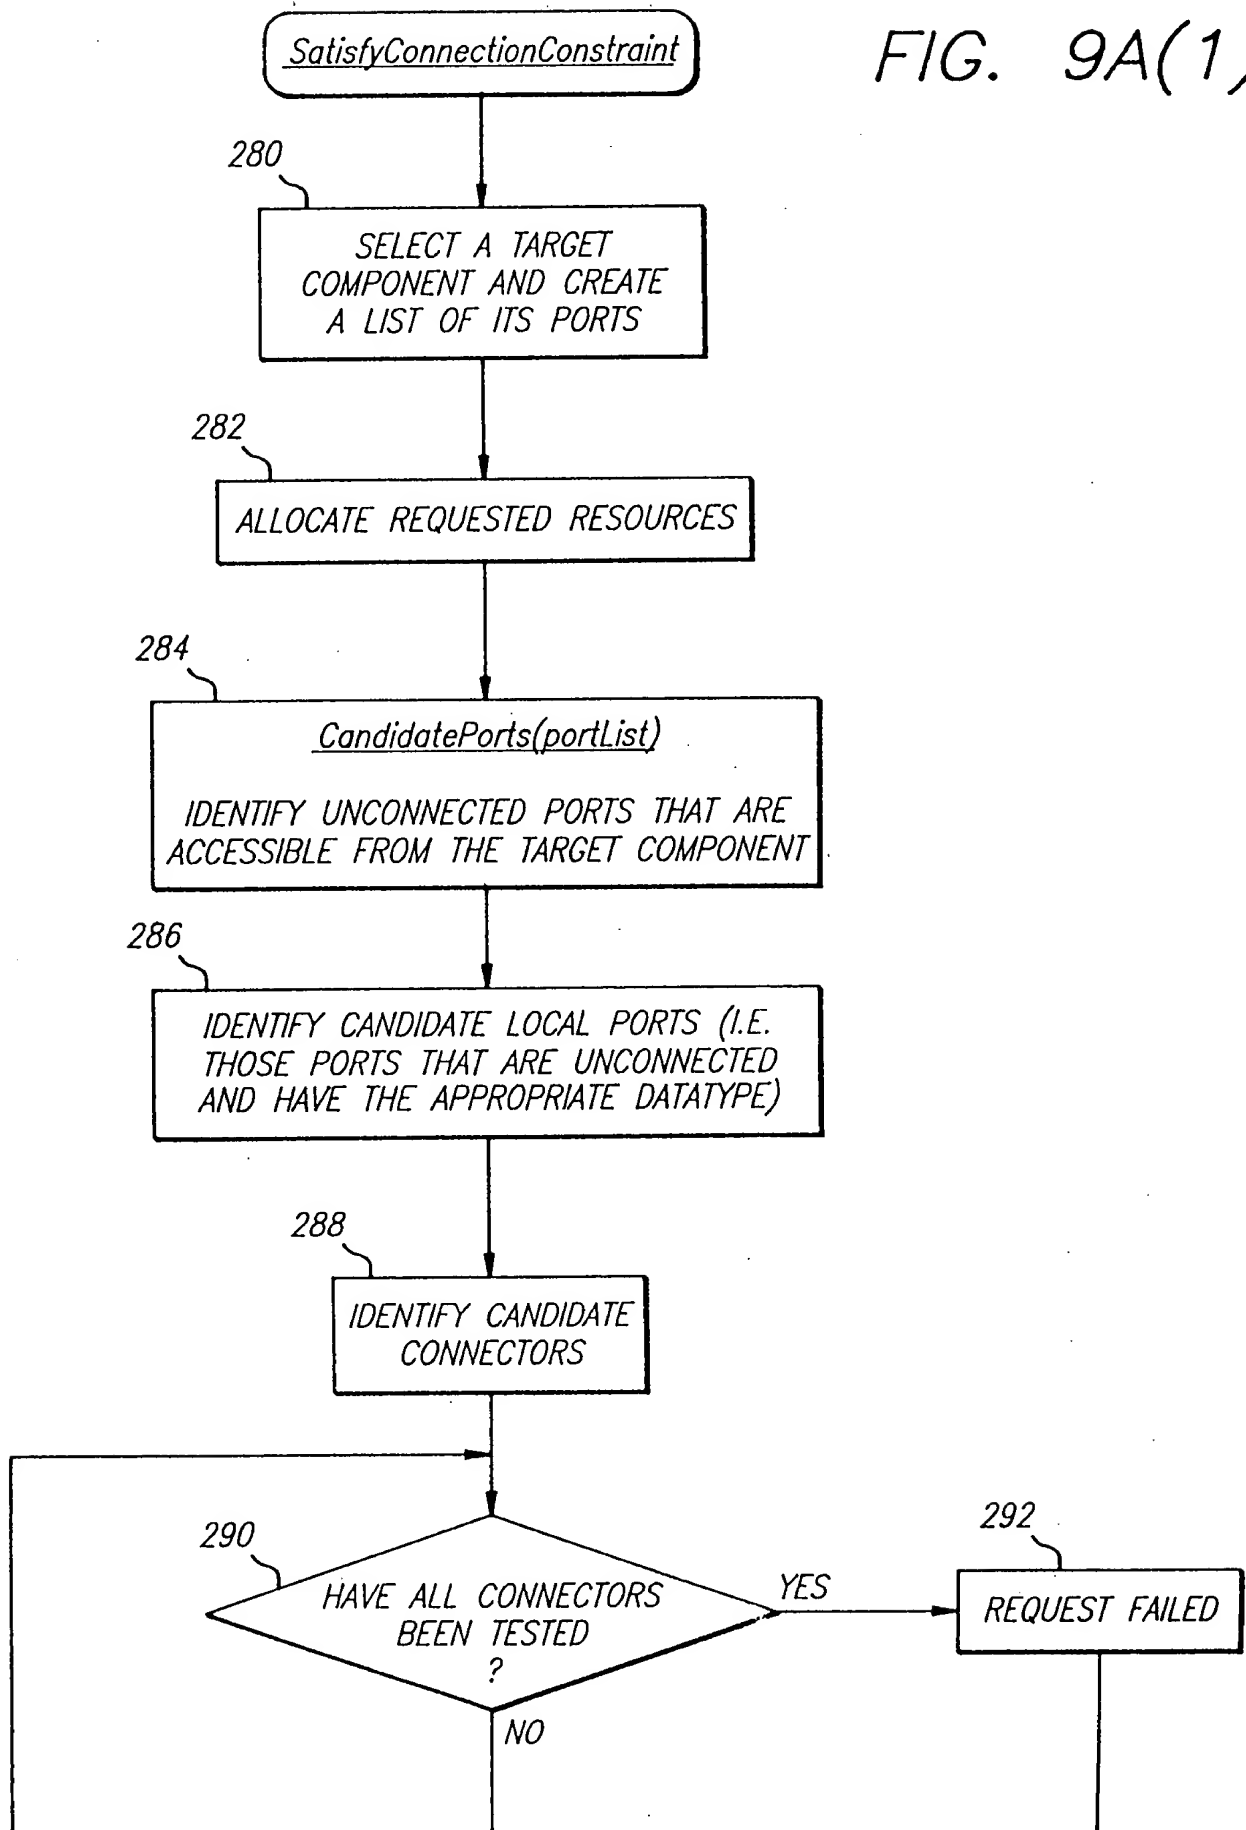 SatisfyConnectionConstraint
FIG. 9A(1)
280
SELECT A TARGET
COMPONENT AND CREATE
A LIST OF ITS PORTS
282
ALLOCATE REQUESTED RESOURCES
284
CandidatePorts(portList)
IDENTIFY UNCONNECTED PORTS THAT ARE
ACCESSIBLE FROM THE TARGET COMPONENT
286
IDENTIFY CANDIDATE LOCAL PORTS (I.E.
THOSE PORTS THAT ARE UNCONNECTED
AND HAVE THE APPROPRIATE DATATYPE)
288
IDENTIFY CANDIDATE
CONNECTORS
290
HAVE ALL CONNECTORS
BEEN TESTED
?
YES
292
REQUEST FAILED
NO